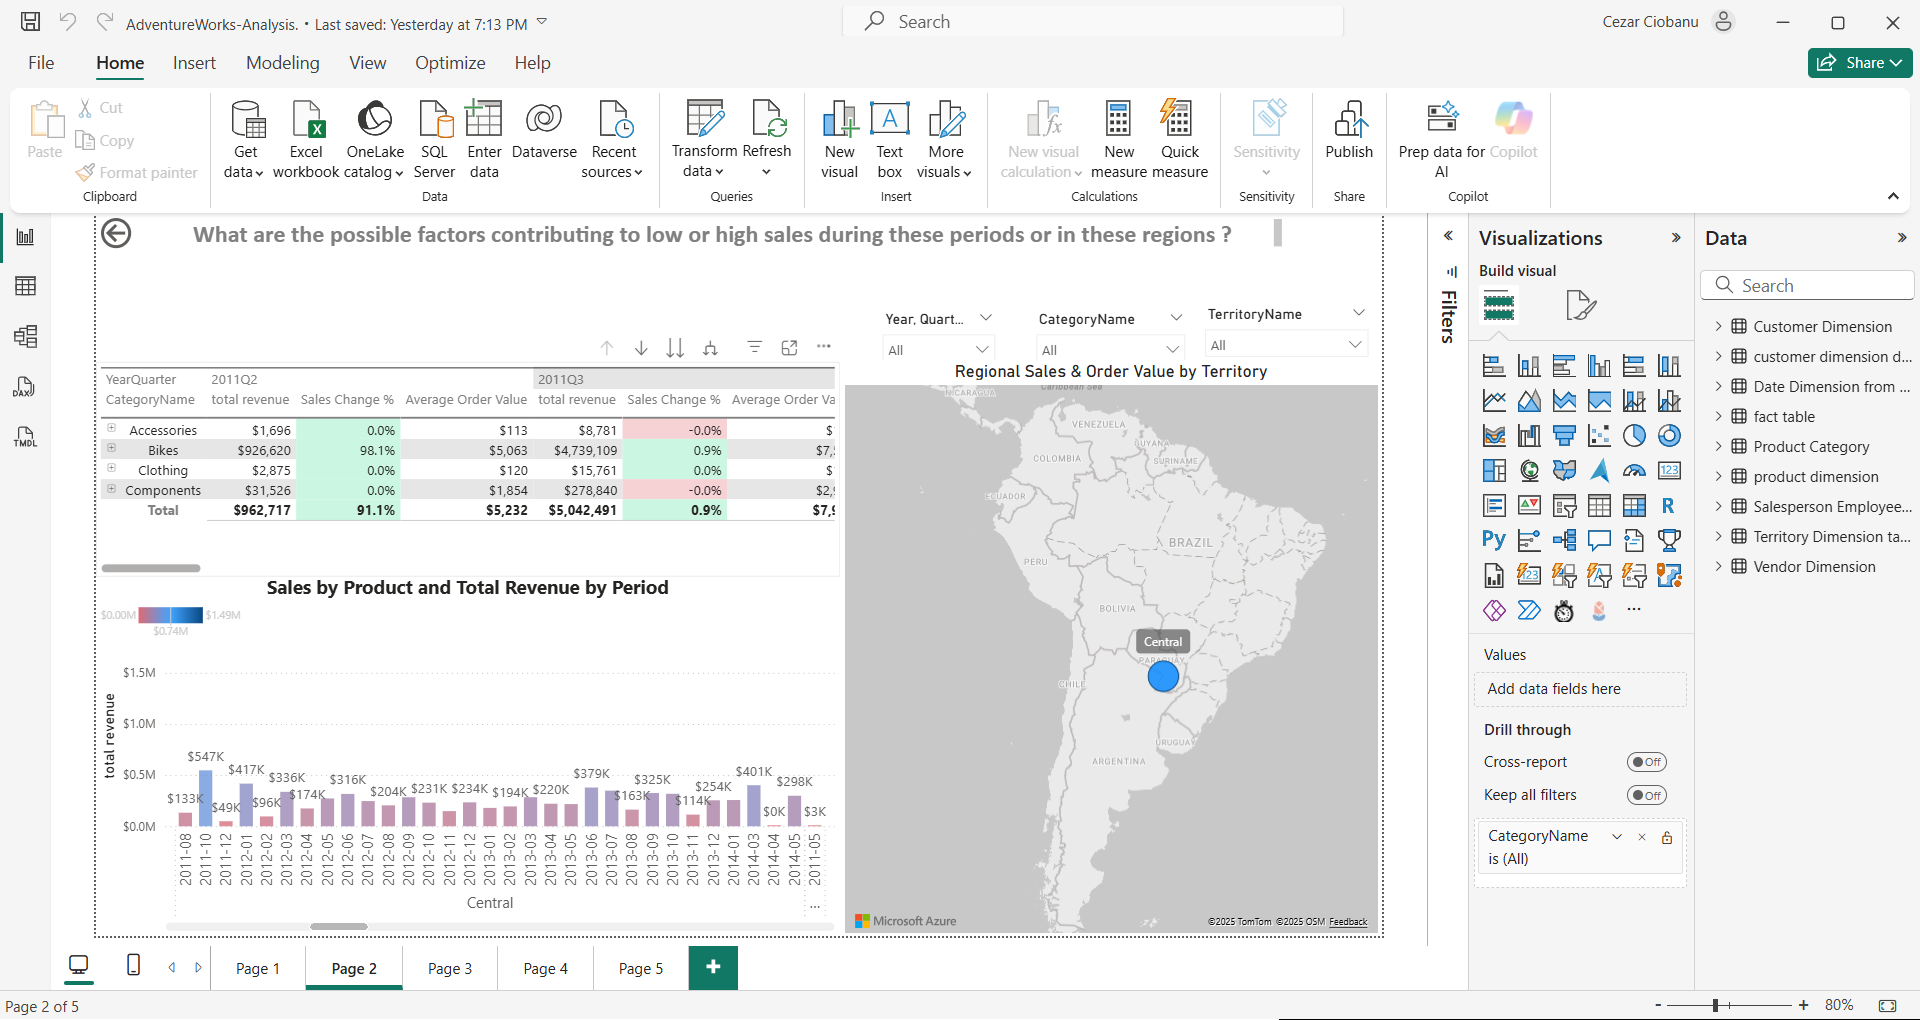 AdventureWorks-Analysis. • Last saved: Yesterday at 7:13 PM
Search
Cezar Ciobanu
File Home Insert Modeling View Optimize Help
Share
Paste
Cut
Copy
Format painter
Clipboard
Get data
Excel workbook
OneLake catalog
SQL Server
Enter data
Dataverse
Recent sources
Data
Transform data
Refresh
Queries
New visual
Text box
More visuals
Insert
New visual calculation
New measure
Quick measure
Calculations
Sensitivity
Sensitivity
Publish
Share
Prep data for AI
Copilot
Copilot
What are the possible factors contributing to low or high sales during these periods or in these regions ?
Year, Quart...
All
CategoryName
All
TerritoryName
All
YearQuarter 2011Q2 2011Q3
CategoryName total revenue Sales Change % Average Order Value total revenue Sales Change % Average Order Va
Accessories $1,696 0.0% $113 $8,781 -0.0% $
Bikes $926,620 98.1% $5,063 $4,739,109 0.9% $7,
Clothing $2,875 0.0% $120 $15,761 0.0% $
Components $31,526 0.0% $1,854 $278,840 -0.0% $2,
Total $962,717 91.1% $5,232 $5,042,491 0.9% $7,
Sales by Product and Total Revenue by Period
$0.00M $1.49M
$0.74M
total revenue
$1.5M
$1.0M
$0.5M
$0.0M
$133K $547K $49K $417K $96K $336K $174K $316K $204K $231K $234K $194K $220K $379K $163K $325K $114K $254K $401K $0K $298K $3K
2011-08 2011-10 2011-12 2012-01 2012-02 2012-03 2012-04 2012-05 2012-06 2012-07 2012-08 2012-09 2012-10 2012-11 2012-12 2013-01 2013-02 2013-03 2013-04 2013-05 2013-06 2013-07 2013-08 2013-09 2013-10 2013-11 2013-12 2014-01 2014-03 2014-04 2014-05 2011-05
Central
...
Regional Sales & Order Value by Territory
Caribbean Sea
NICARAGUA
VENEZUELA
GUYANA
COLOMBIA
SURINAME
ECUADOR
BRAZIL
PERU
BOLIVIA
Central
PARAGUAY
CHILE
URUGUAY
ARGENTINA
Microsoft Azure
©2025 TomTom ©2025 OSM Feedback
Filters
Visualizations
Build visual
123
R
Py
123
Values
Add data fields here
Drill through
Cross-report Off
Keep all filters Off
CategoryName
is (All)
Data
Search
Customer Dimension
customer dimension d...
Date Dimension from ...
fact table
Product Category
product dimension
Salesperson Employee...
Territory Dimension ta...
Vendor Dimension
DAX
TMDL
Page 1 Page 2 Page 3 Page 4 Page 5 +
Page 2 of 5
- + 80%